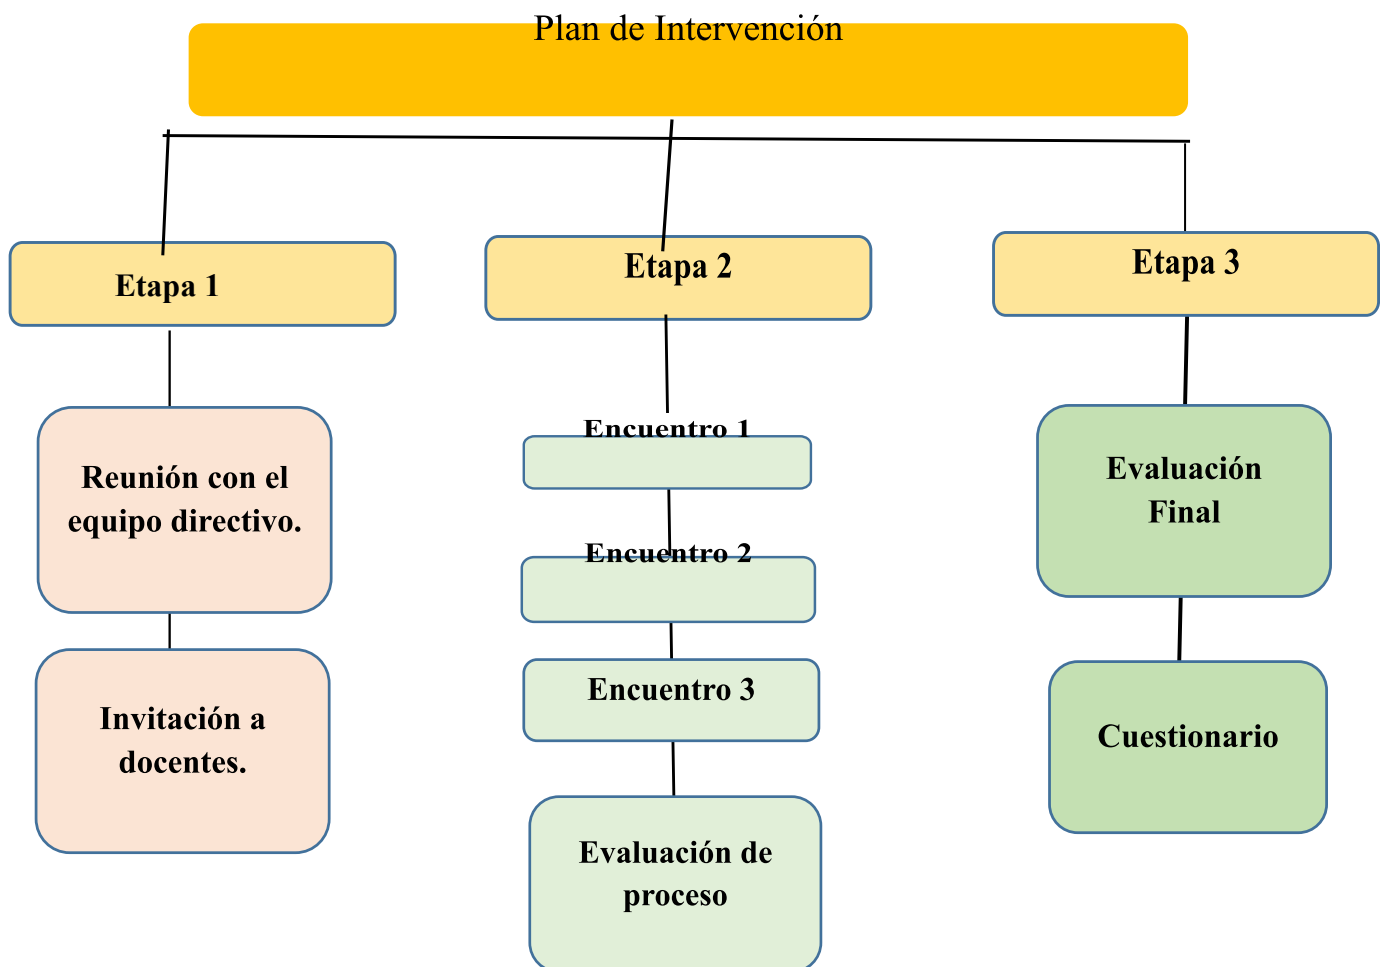 Plan de Intervención
Etapa 1
Reunión con el
equipo directivo.
Invitación a
docentes.
Etapa 2
Encuentro 1
Encuentro 2
Encuentro 3
Evaluación de
proceso
Etapa 3
Evaluación
Final
Cuestionario